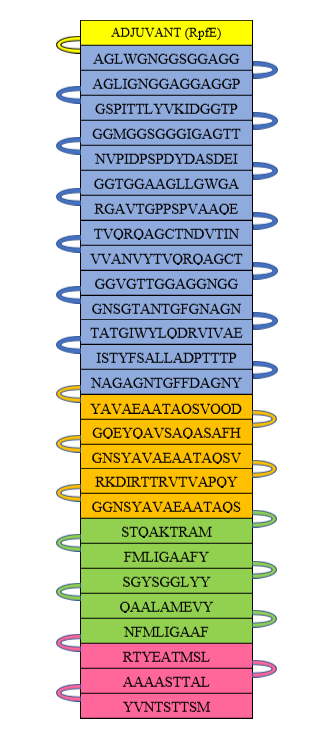 ADJUVANT (RpfE)
AGLWGNGGSGGAGG
AGLIGNGGAGGAGGP
GSPITTLYVKIDGGTP
GGMGGSGGGIGAGTT
NVPIDPSPDYDASDEI
GGTGGAAGLLGWGA
RGAVTGPPSPVAAQE
TVQRQAGCTNDVTIN
VVANVYTVQRQAGCT
GGVGTTGGAGGNGG
GNSGTANTGFGNAGN
TATGIWYLQDRVIVAE
ISTYFSALLADPTTTP
NAGAGNTGFFDAGNY
YAVAEAATAOSVOOD
GQEYQAVSAQASAFH
GNSYAVAEAATAQSV
RKDIRTTRVTVAPQY
GGNSYAVAEAATAQS
STQAKTRAM
FMLIGAAFY
SGYSGGLYY
QAALAMEVY
NFMLIGAAF
RTYEATMSL
AAAASTTAL
YVNTSTTSM